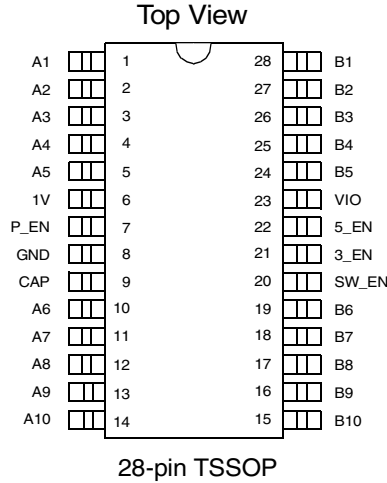 Top View
A1 1 28 B1
A2 2 27 B2
A3 3 26 B3
A4 4 25 B4
A5 5 24 B5
1V 6 23 VIO
P_EN 7 22 5_EN
GND 8 21 3_EN
CAP 9 20 SW_EN
A6 10 19 B6
A7 11 18 B7
A8 12 17 B8
A9 13 16 B9
A10 14 15 B10
28-pin TSSOP